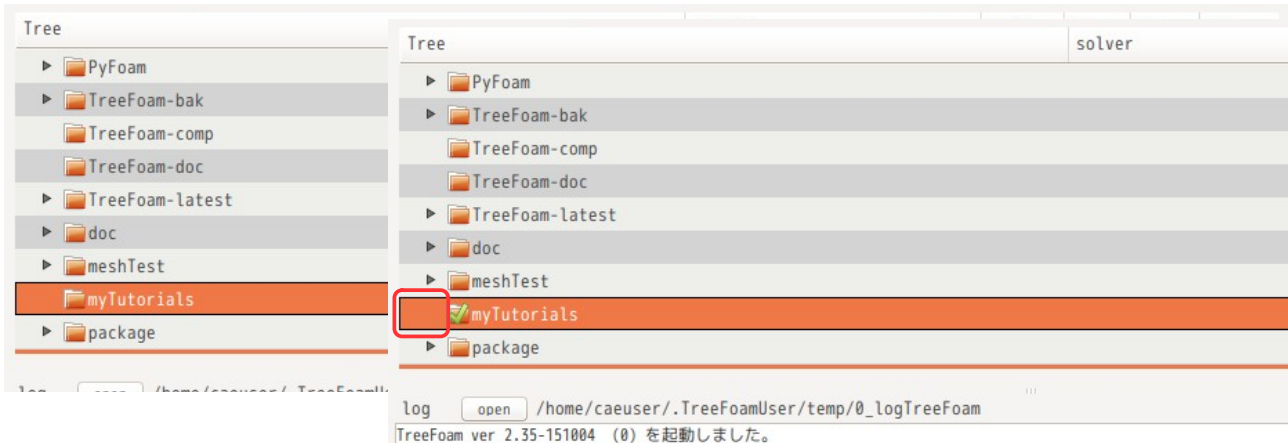 Tree
PyFoam
TreeFoam-bak
TreeFoam-comp
TreeFoam-doc
TreeFoam-latest
doc
meshTest
myTutorials
package
Tree solver
PyFoam
TreeFoam-bak
TreeFoam-comp
TreeFoam-doc
TreeFoam-latest
doc
meshTest
myTutorials
package
log open /home/caeuser/.TreeFoamUser/temp/0_logTreeFoam
TreeFoam ver 2.35-151004 (0) を起動しました。